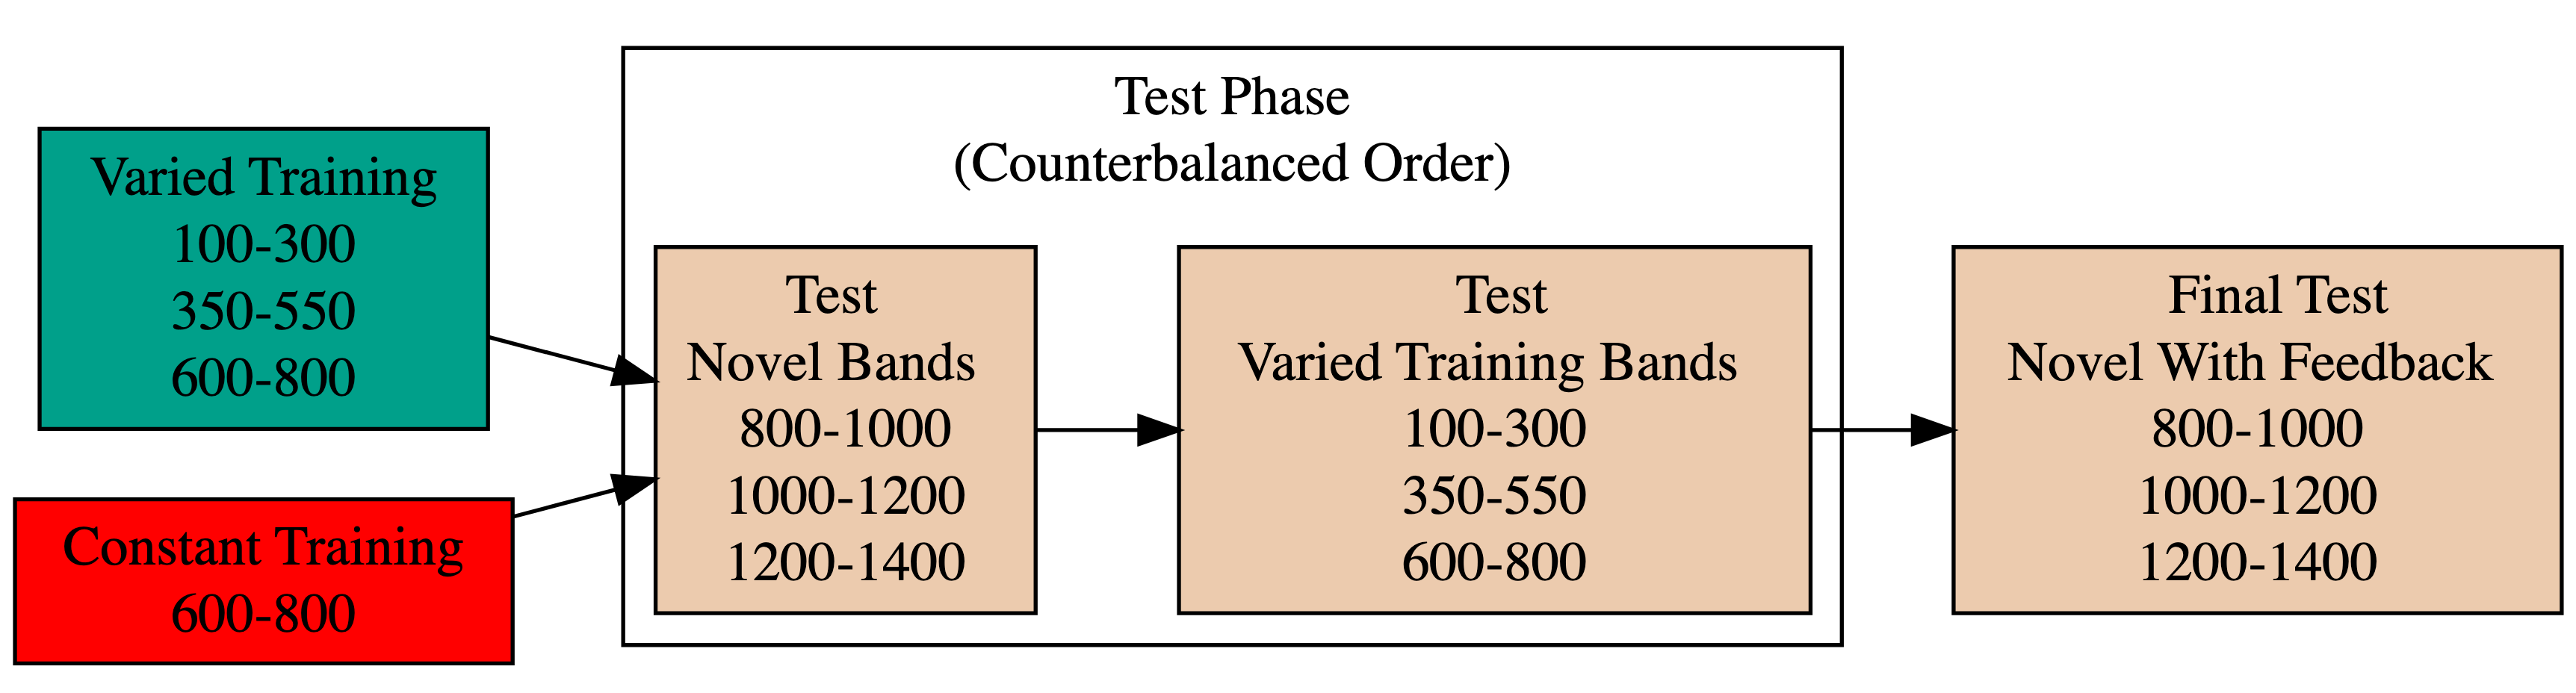 Varied Training
100-300
350-550
600-800
Constant Training
600-800
Test Phase
(Counterbalanced Order)
Test
Novel Bands
800-1000
1000-1200
1200-1400
Test
Varied Training Bands
100-300
350-550
600-800
Final Test
Novel With Feedback
800-1000
1000-1200
1200-1400